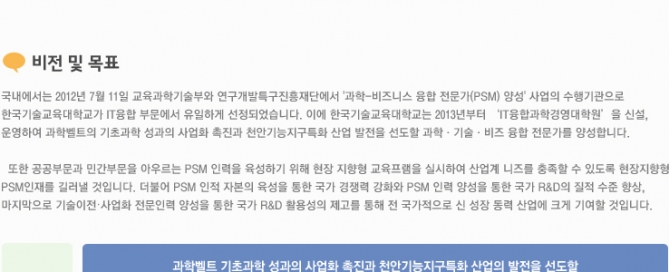 비전 및 목표
국내에서는 2012년 7월 11일 교육과학기술부와 연구개발특구진흥재단에서 '과학-비즈니스 융합 전문가(PSM) 양성' 사업의 수행기관으로
한국기술교육대학교가 IT융합 부문에서 유일하게 선정되었습니다. 이에 한국기술교육대학교는 2013년부터 ‘IT융합과학경영대학원’을 신설,
운영하여 과학벨트의 기초과학 성과의 사업화 촉진과 천안기능지구특화 산업 발전을 선도할 과학·기술·비즈 융합 전문가를 양성합니다.
또한 공공부문과 민간부문을 아우르는 PSM 인력을 육성하기 위해 현장 지향형 교육프램을 실시하여 산업계 니즈를 충족할 수 있도록 현장지향형
PSM인재를 길러낼 것입니다. 더불어 PSM 인적 자본의 육성을 통한 국가 경쟁력 강화와 PSM 인력 양성을 통한 국가 R&D의 질적 수준 향상,
마지막으로 기술이전·사업화 전문인력 양성을 통한 국가 R&D 활용성의 제고를 통해 전 국가적으로 신 성장 동력 산업에 크게 기여할 것입니다.
과학벨트 기초과학 성과의 사업화 촉진과 천안기능지구특화 산업의 발전을 선도할